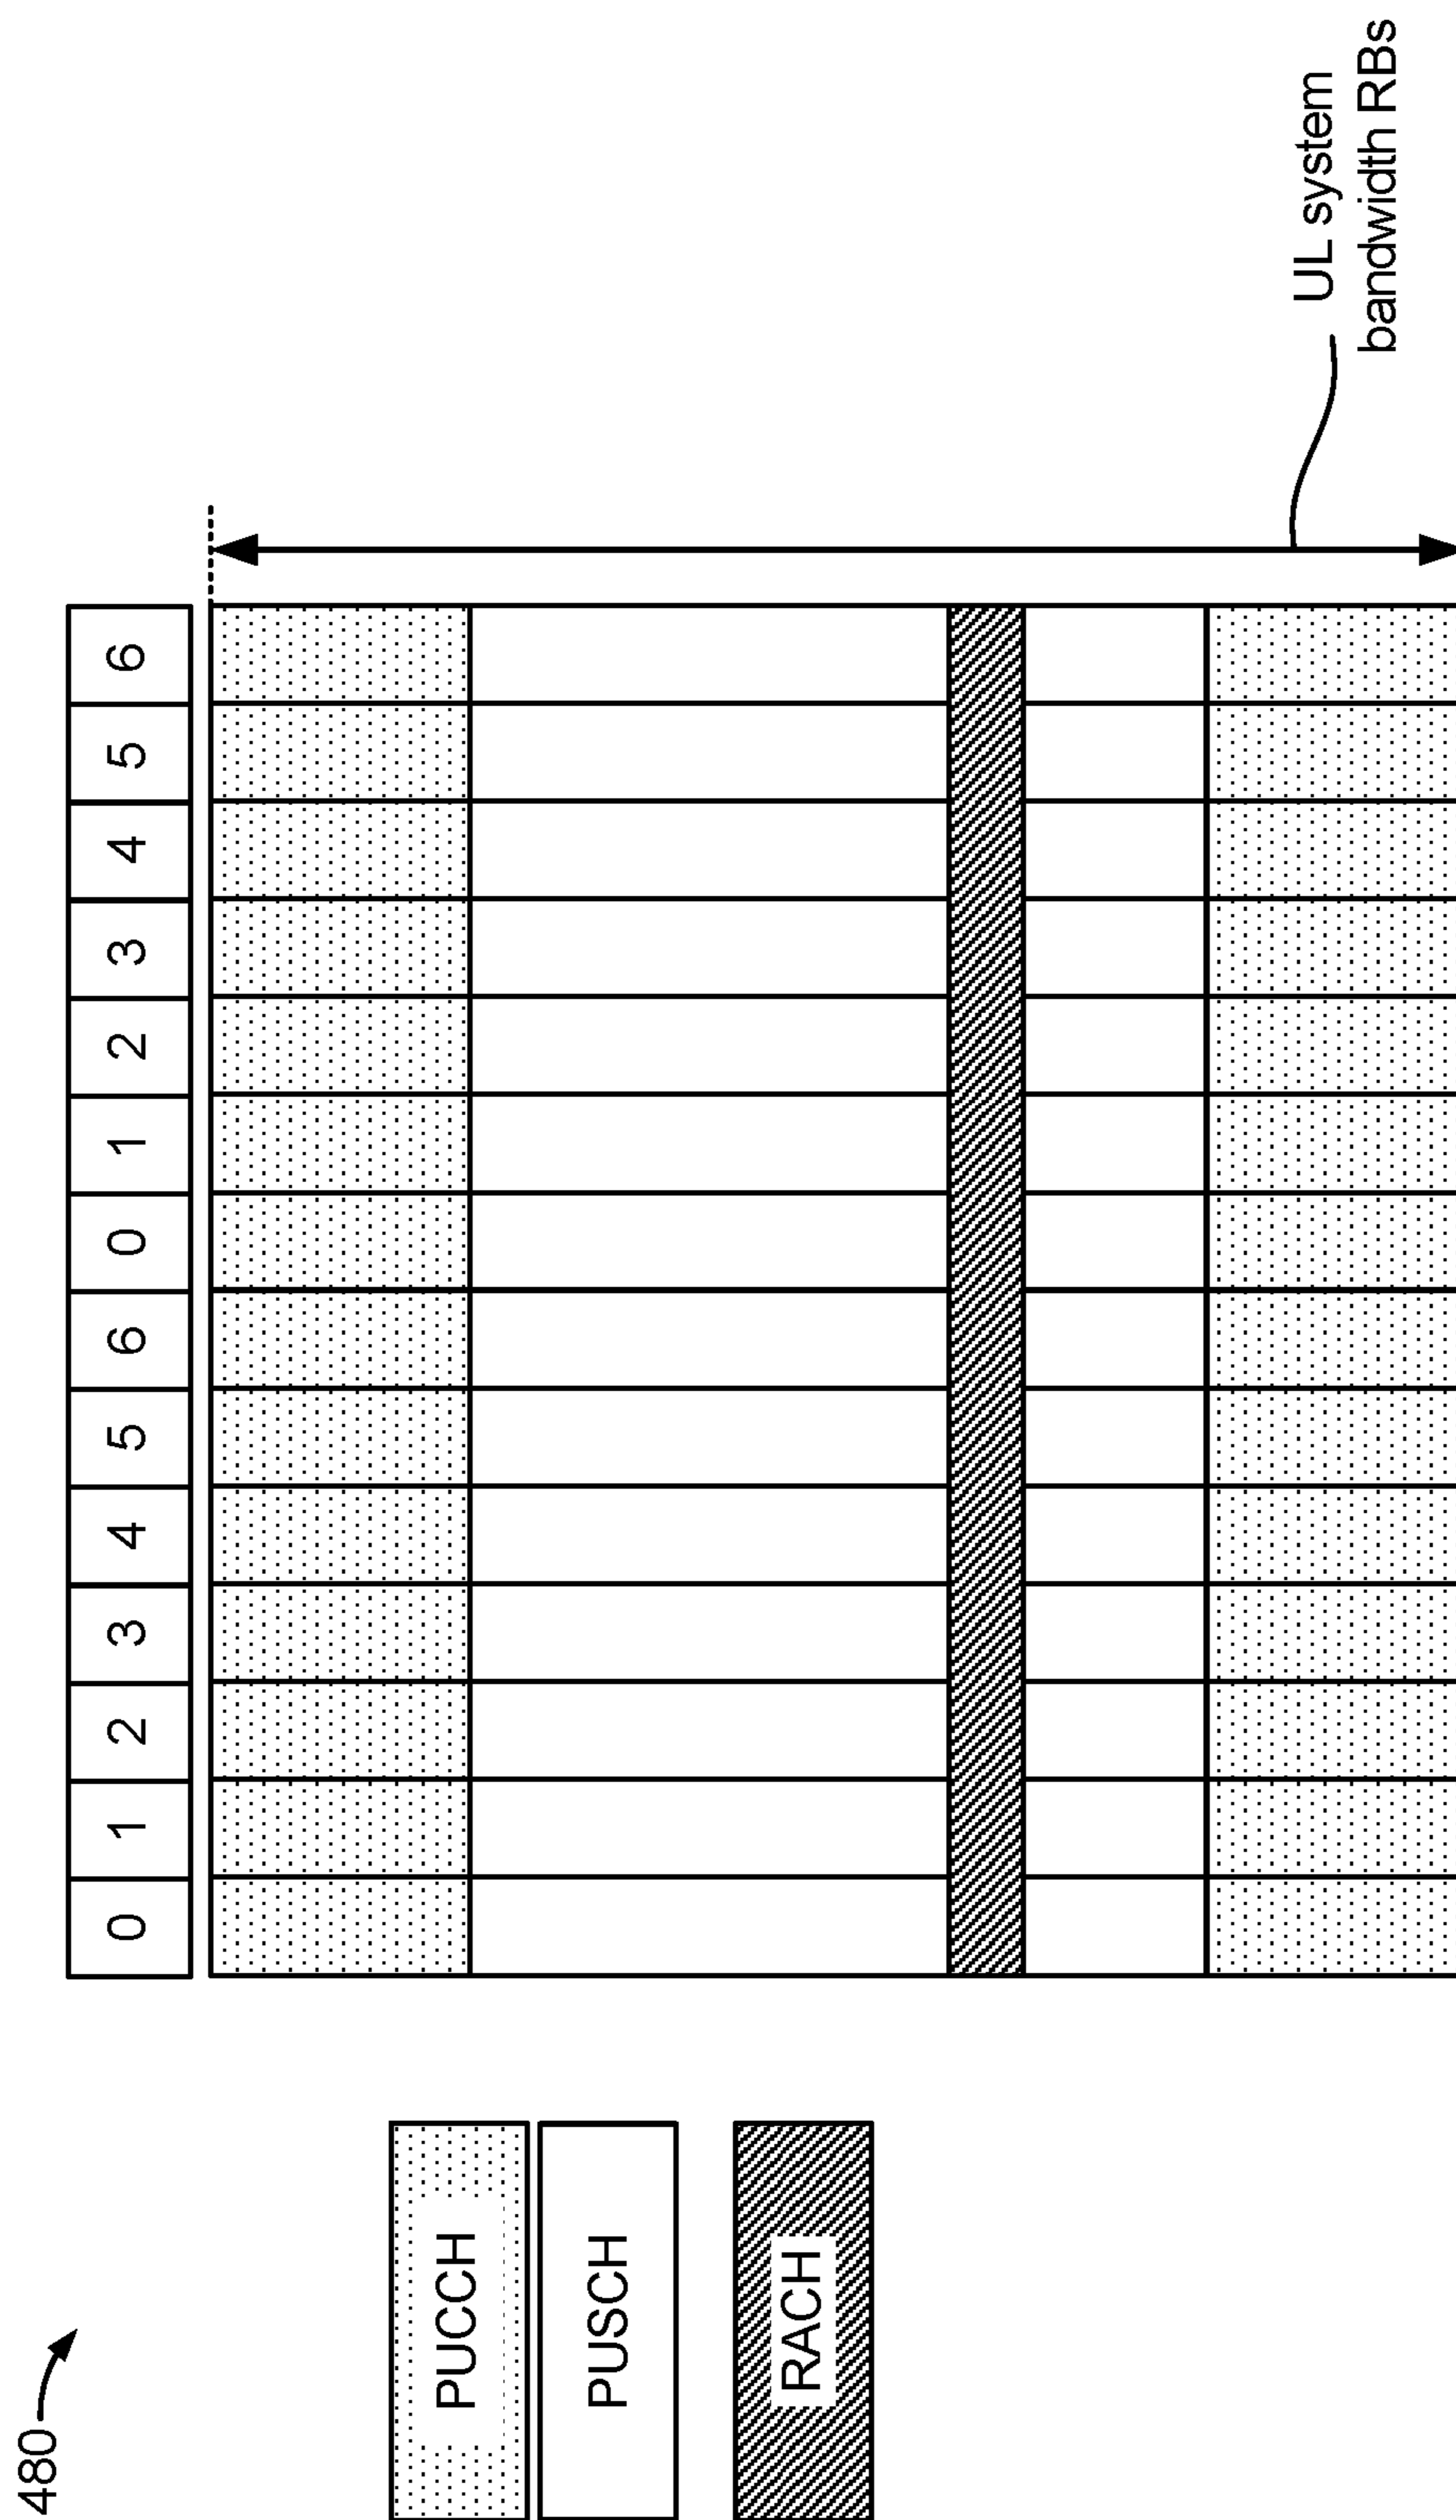 480
0 1 2 3 4 5 6 0 1 2 3 4 5 6
PUCCH
PUSCH
RACH
UL system
bandwidth RBs